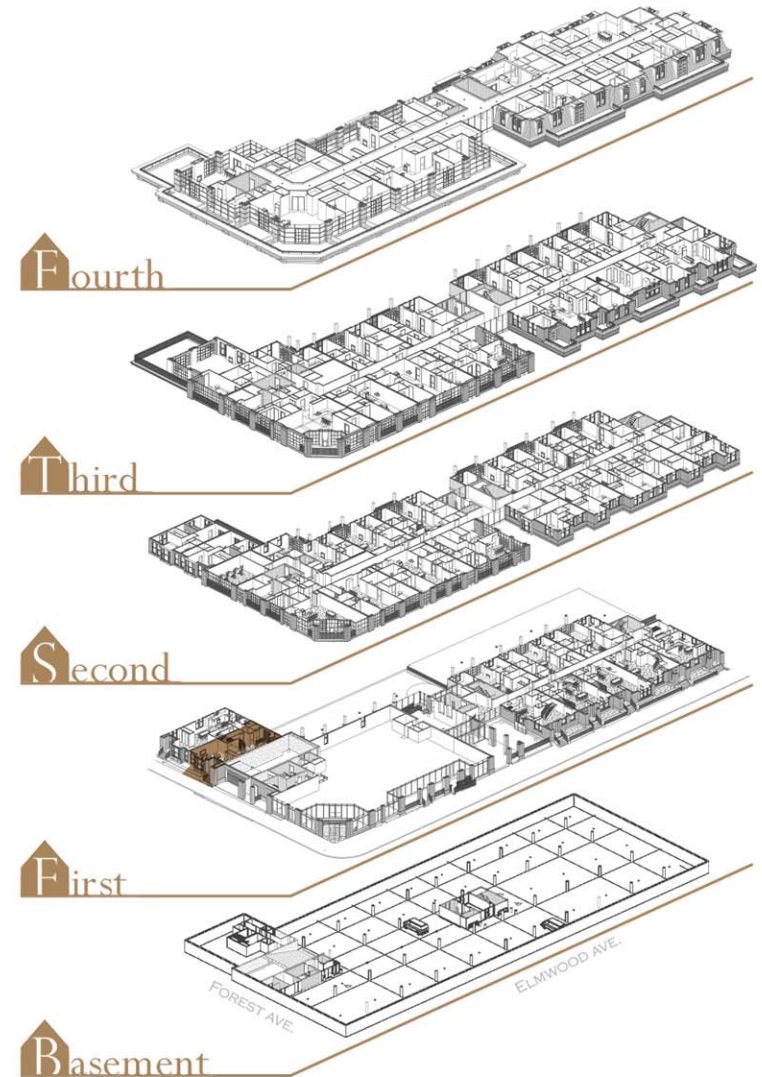 Fourth
Third
Second
First
FOREST AVE.
ELMWOOD AVE.
Basement